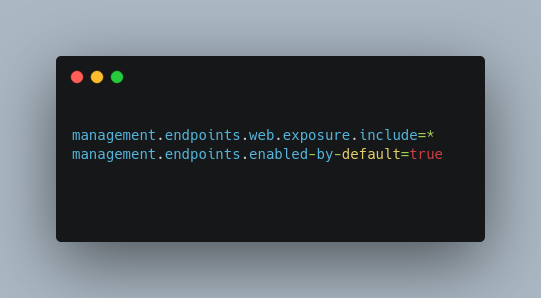 management.endpoints.web.exposure.include=*
management.endpoints.enabled-by-default=true